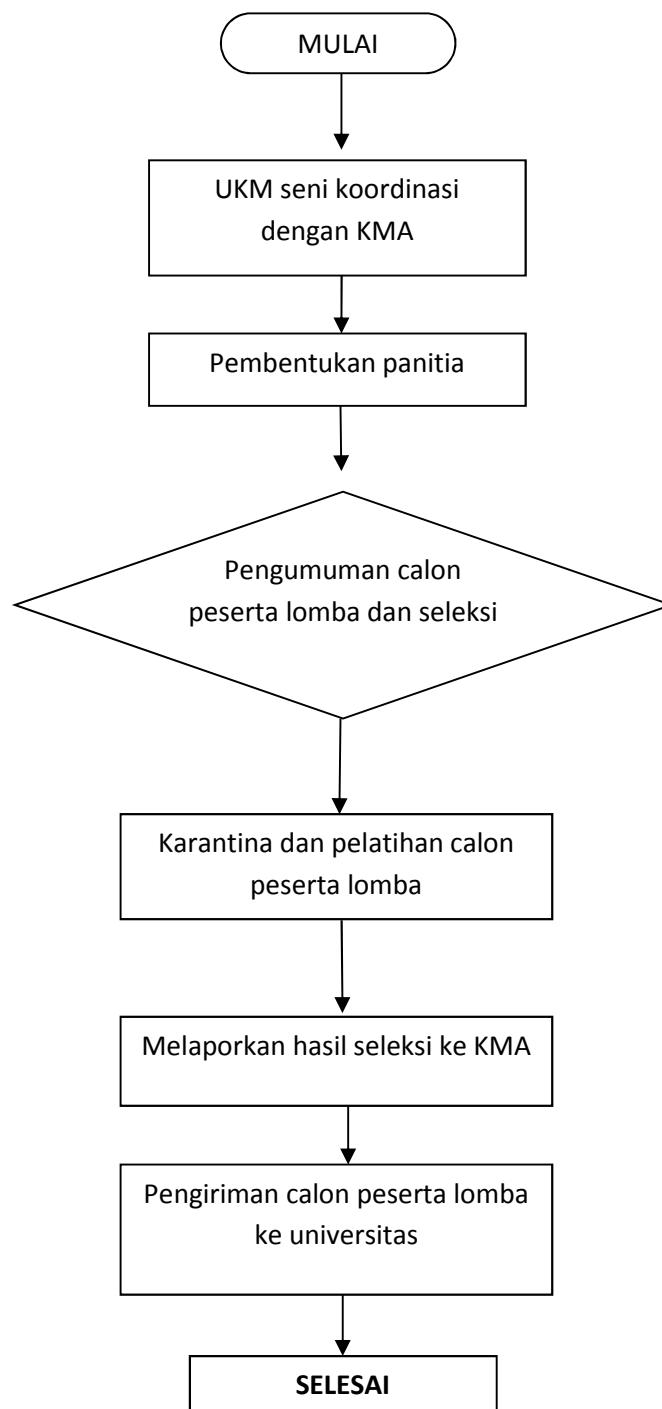 MULAI
UKM seni koordinasi
dengan KMA
Pembentukan panitia
Pengumuman calon
peserta lomba dan seleksi
Karantina dan pelatihan calon
peserta lomba
Melaporkan hasil seleksi ke KMA
Pengiriman calon peserta lomba
ke universitas
SELESAI